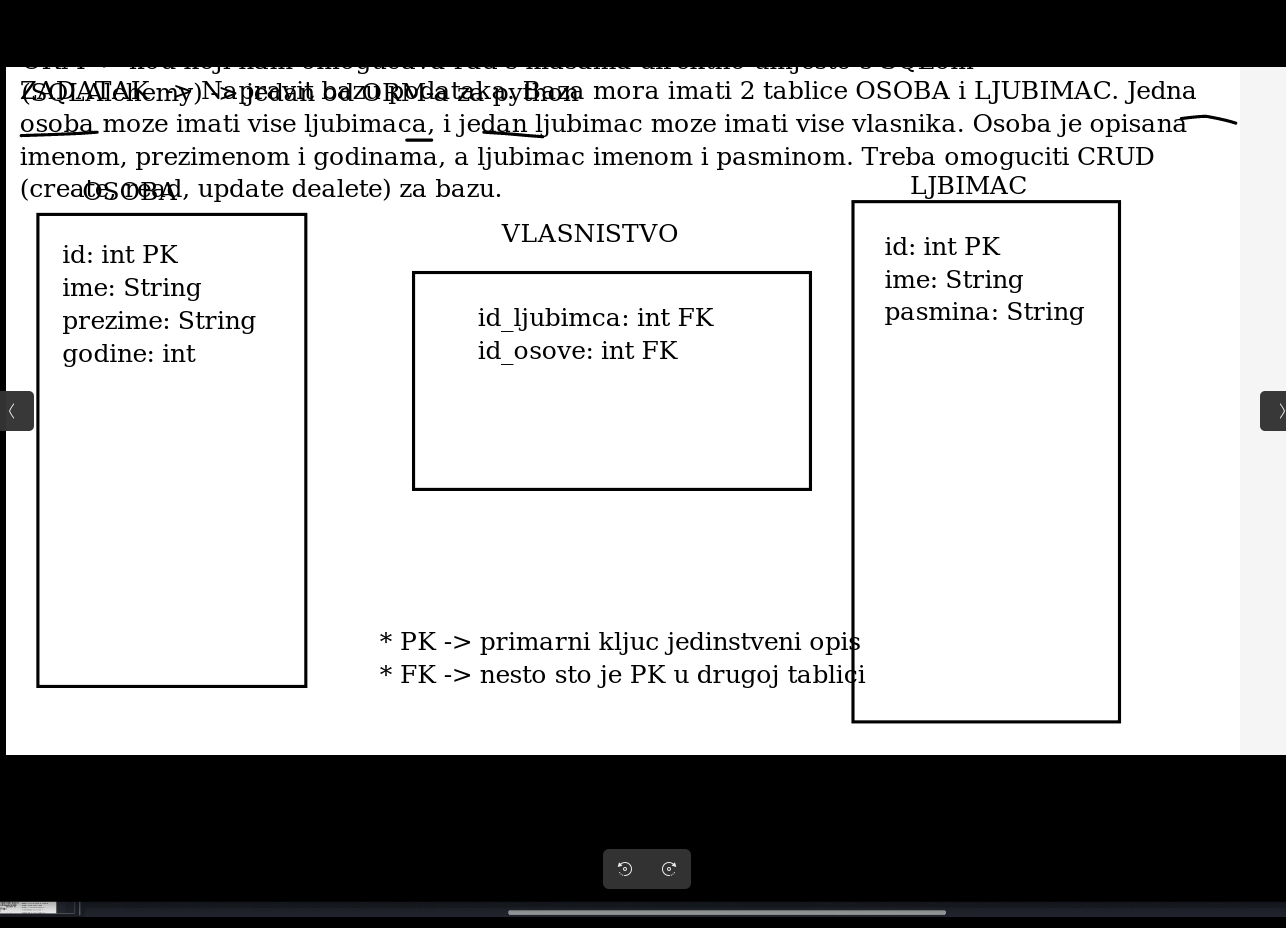 (SQLAlchemy) -> jedan od ORM-a za python
ZADATAK -> Napravit bazu podataka. Baza mora imati 2 tablice OSOBA i LJUBIMAC. Jedna
osoba moze imati vise ljubimaca, i jedan ljubimac moze imati vise vlasnika. Osoba je opisana
imenom, prezimenom i godinama, a ljubimac imenom i pasminom. Treba omoguciti CRUD
(create, read, update dealete) za bazu.
OSOBA
id: int PK
ime: String
prezime: String
godine: int
VLASNISTVO
id_ljubimca: int FK
id_osove: int FK
LJBIMAC
id: int PK
ime: String
pasmina: String
* PK -> primarni kljuc jedinstveni opis
* FK -> nesto sto je PK u drugoj tablici